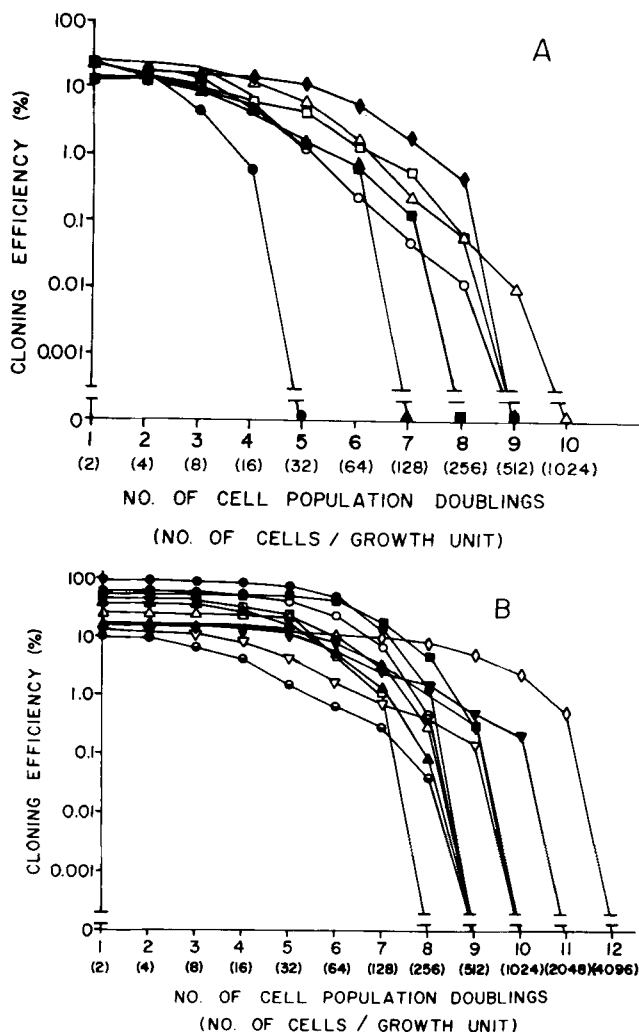 A
CLONING EFFICIENCY (%)
100
10
1.0
0.1
0.01
0.001
0
1 2 3 4 5 6 7 8 9 10
(2) (4) (8) (16) (32) (64) (128) (256) (512) (1024)
NO. OF CELL POPULATION DOUBLINGS
(NO. OF CELLS / GROWTH UNIT)
B
CLONING EFFICIENCY (%)
100
10
1.0
0.1
0.01
0.001
0
1 2 3 4 5 6 7 8 9 10 11 12
(2) (4) (8) (16) (32) (64) (128) (256) (512) (1024) (2048) (4096)
NO. OF CELL POPULATION DOUBLINGS
(NO. OF CELLS / GROWTH UNIT)